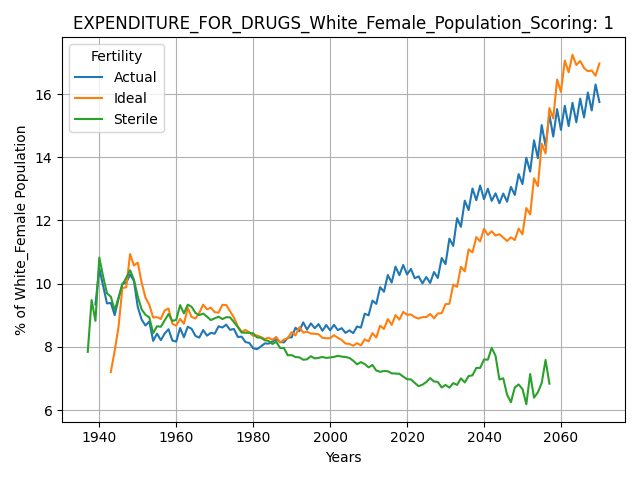 EXPENDITURE_FOR_DRUGS_White_Female_Population_Scoring: 1
Fertility
Actual
Ideal
Sterile
% of White_Female Population
16
14
12
10
8
6
1940 1960 1980 2000 2020 2040 2060
Years